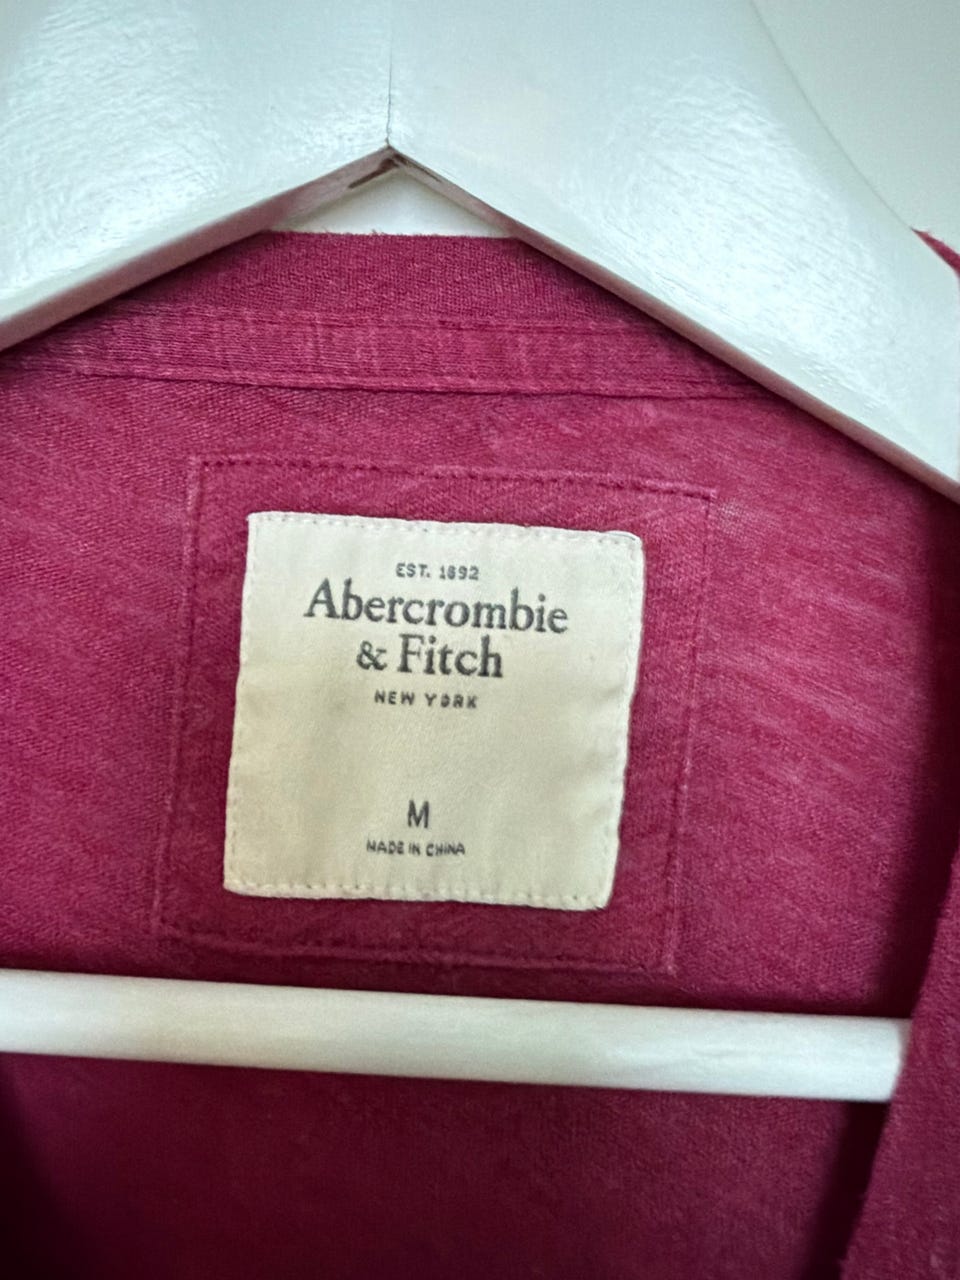 EST. 1892
Abercrombie
& Fitch
NEW YORK
M
MADE IN CHINA